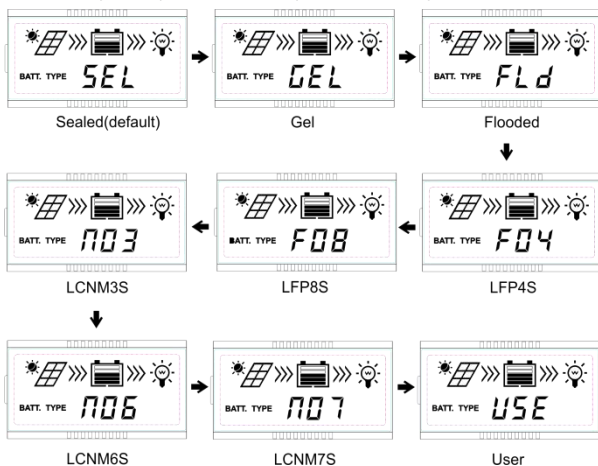 BATT. TYPE SEL
Sealed(default)
BATT. TYPE GEL
Gel
BATT. TYPE FLd
Flooded
BATT. TYPE N03
LCNM3S
BATT. TYPE F08
LFP8S
BATT. TYPE F04
LFP4S
BATT. TYPE N06
LCNM6S
BATT. TYPE N07
LCNM7S
BATT. TYPE USE
User